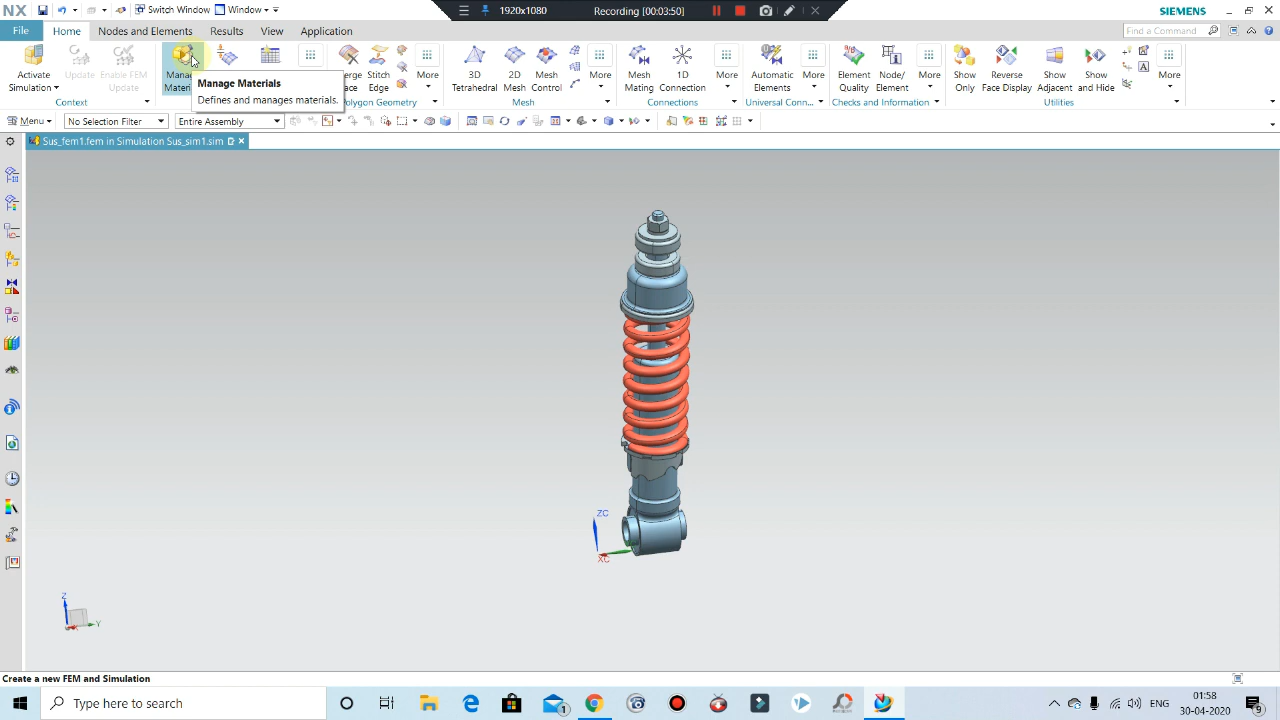 NX
Switch Window
Window
1920x1080
Recording [00:03:50]
SIEMENS
File
Home
Nodes and Elements
Results
View
Application
Find a Command
Activate
Simulation
Update
Enable FEM
Update
Context
Manage Materials
Defines and manages materials.
Stitch
Edge
More
Polygon Geometry
3D
Tetrahedral
2D
Mesh
Mesh
Control
More
Mesh
Mesh
Mating
1D
Connection
More
Connections
Automatic
Elements
More
Universal Conn...
Element
Quality
Node/
Element
More
Checks and Information
Show
Only
Reverse
Face Display
Show
Adjacent
Show
and Hide
More
Utilities
Menu
No Selection Filter
Entire Assembly
Sus_fem1.fem in Simulation Sus_sim1.sim
ZC
XC
Z
Y
Create a new FEM and Simulation
Type here to search
1
ENG
01:58
30-04-2020
9